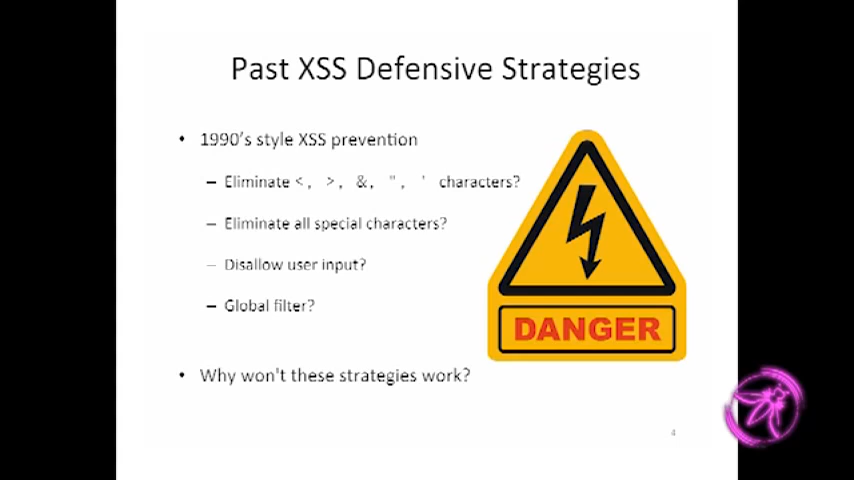 Past XSS Defensive Strategies
• 1990's style XSS prevention
– Eliminate <, >, &, ", ' characters?
– Eliminate all special characters?
– Disallow user input?
– Global filter?
DANGER
• Why won't these strategies work?
4